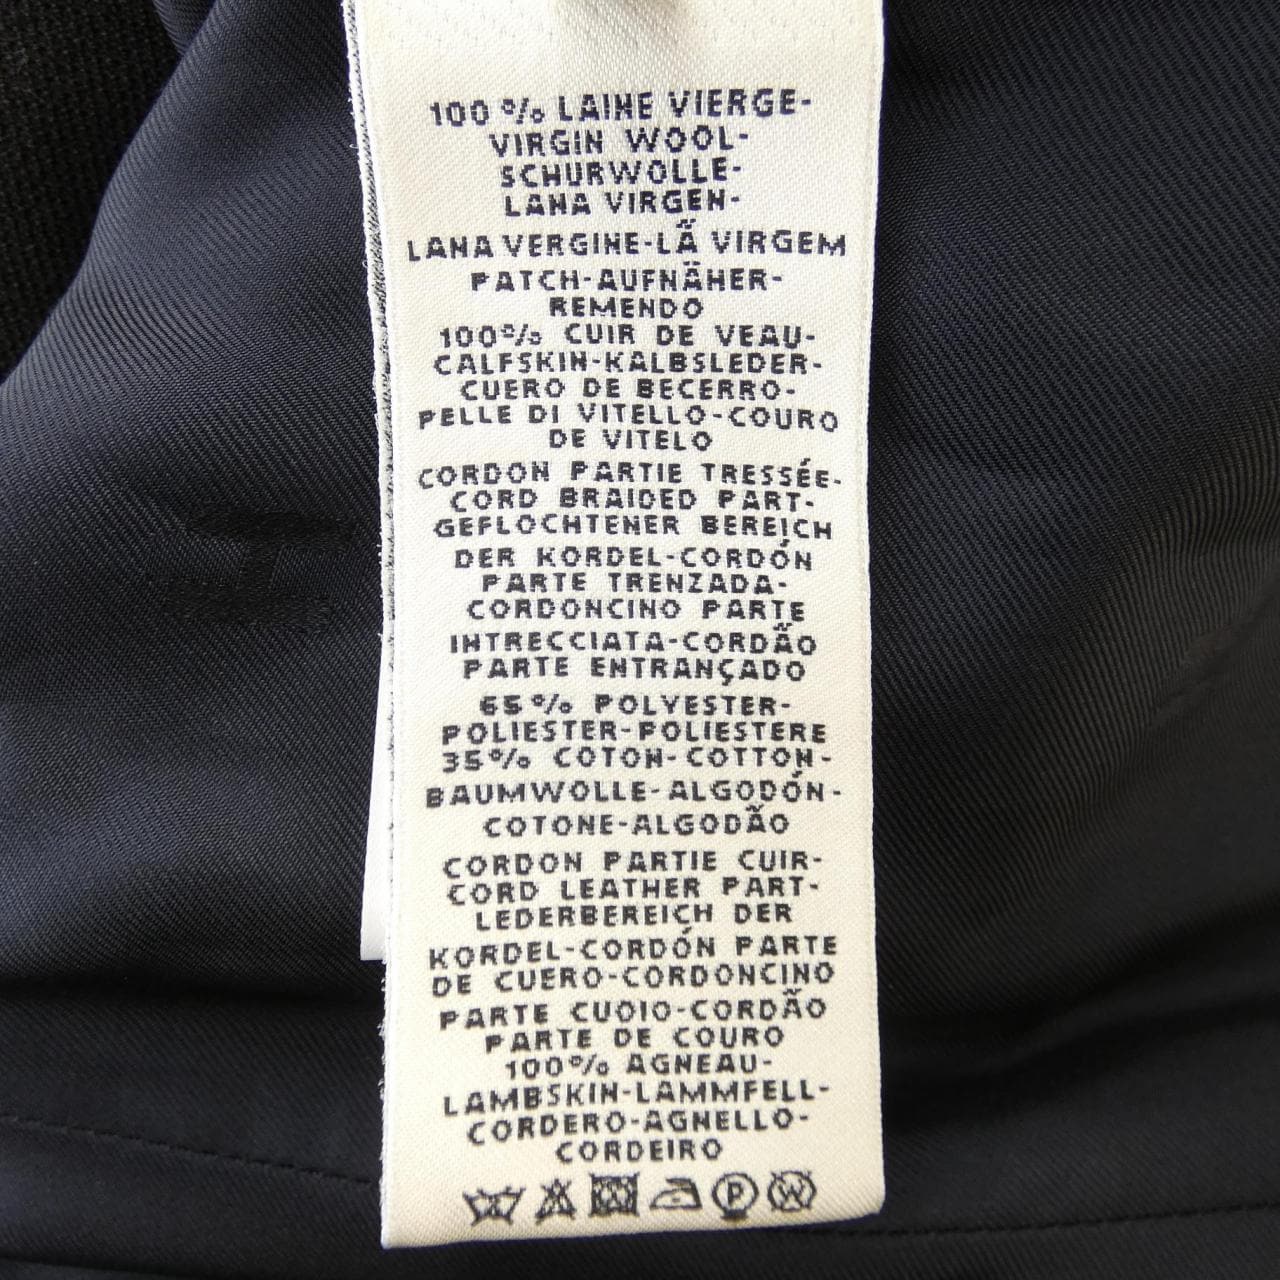 100 % LAINE VIERGE-
VIRGIN WOOL-
SCHURWOLLE-
LANA VIRGEN-
LANA VERGINE-LÃ VIRGEM
PATCH-AUFNÄHER-
REMENDO
100% CUIR DE VEAU-
CALFSKIN-KALBSLEDER-
CUERO DE BECERRO-
PELLE DI VITELLO-COURO
DE VITELO
CORDON PARTIE TRESSÉE-
CORD BRAIDED PART-
GEFLOCHTENER BEREICH
DER KORDEL-CORDÓN
PARTE TRENZADA-
CORDONCINO PARTE
INTRECCIATA-CORDÃO
PARTE ENTRANÇADO
65 % POLYESTER-
POLIESTER-POLIESTERE
35% COTON-COTTON-
BAUMWOLLE-ALGODÓN-
COTONE-ALGODÃO
CORDON PARTIE CUIR-
CORD LEATHER PART-
LEDERBEREICH DER
KORDEL-CORDÓN PARTE
DE CUERO-CORDONCINO
PARTE CUOIO-CORDÃO
PARTE DE COURO
100% AGNEAU-
LAMBSKIN-LAMMFELL-
CORDERO-AGNELLO-
CORDEIRO
P W